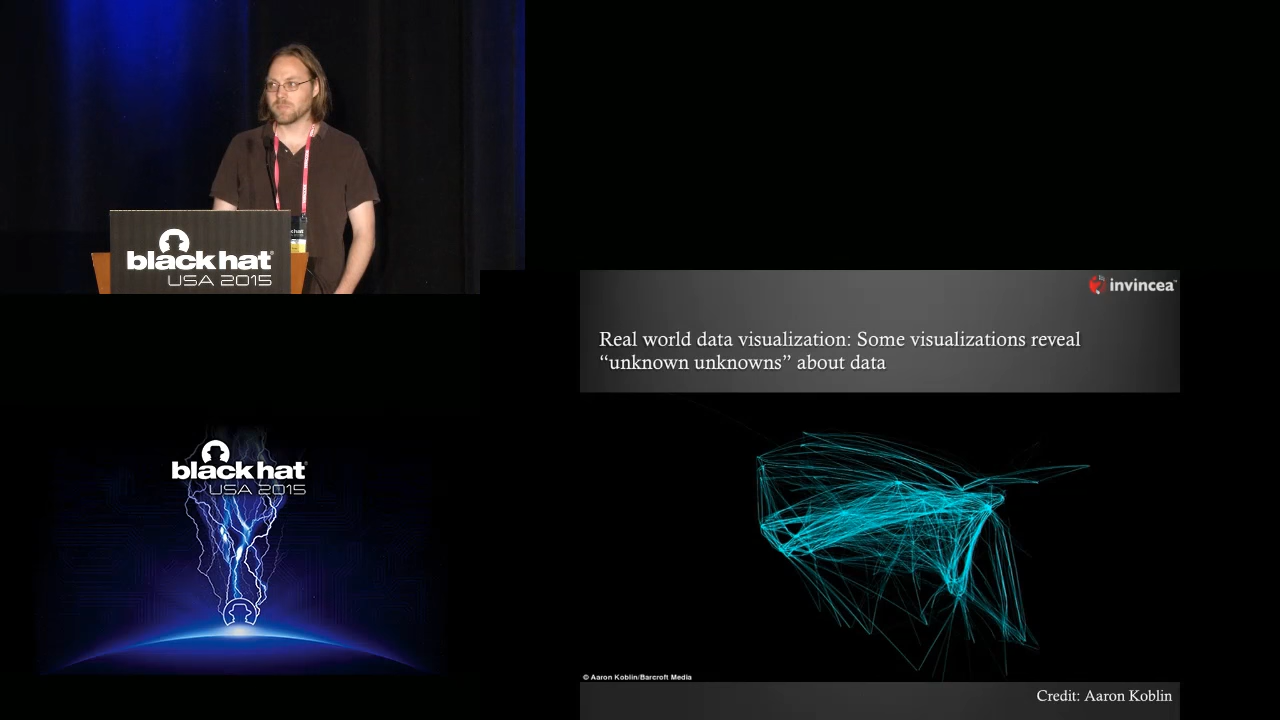 black hat
USA 2015
invincea
Real world data visualization: Some visualizations reveal
“unknown unknowns” about data
black hat
USA 2015
© Aaron Koblin/Barcroft Media
Credit: Aaron Koblin